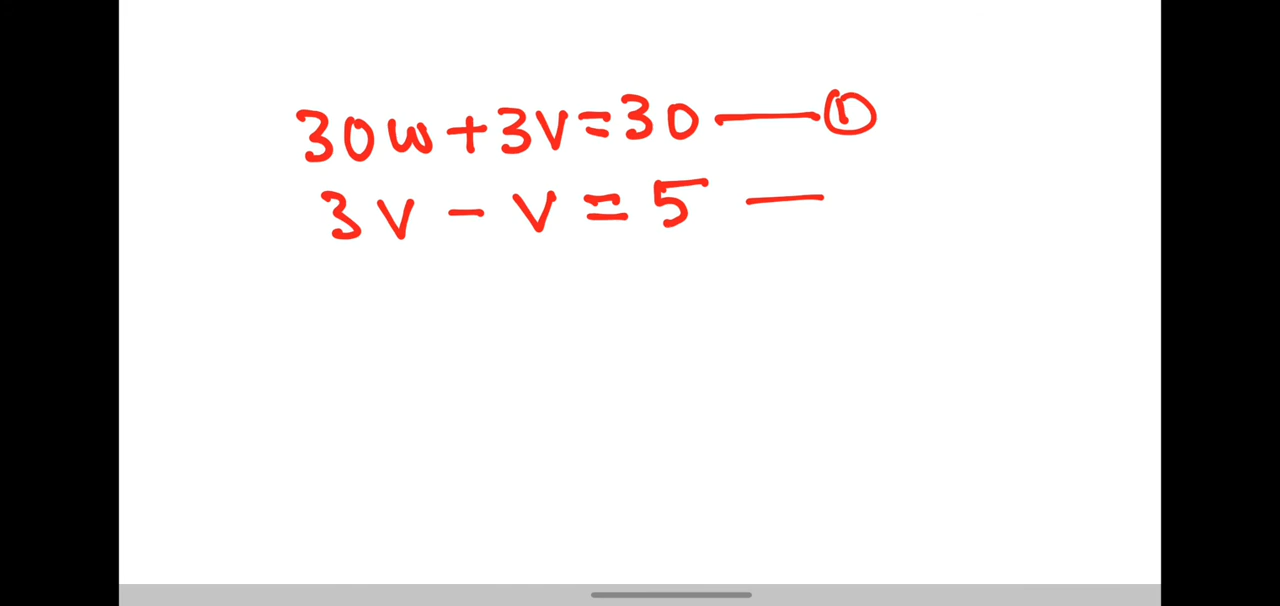 30w+3v=30 — ①
3v - v = 5 —